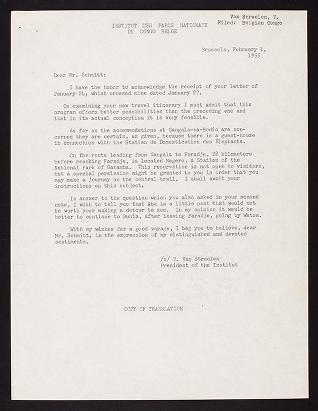 Van Straelen, V.
Filed: Belgian Congo
INSTITUT DES PARCS NATIONAUX
DU CONGO BELGE
Brussels, February 1,
1955
Dear Mr. Schmitt:
I have the honor to acknowledge the receipt of your letter of
January 24, which crossed mine dated January 27.
On examining your new travel itinerary I must admit that this
program offers better possibilities than the preceding one and
that in its actual conception it is very feasible.
As for the accommodations at Gangala-na-Bodio are con-
cerned they are certain, as given, because there is a guest-house
in connection with the Station de Domestication des Elephants.
On the route leading from Gangala to Faradje, 28 kilometers
before reaching Faradje, is located Nagero, a Station of the
National Park of Garamba. This reservation is not open to visitors,
but a special permission might be granted to you in order that you
may make a journey on the central trail. I shall await your
instructions on this subject.
In answer to the question which you also asked in your second
note, I wish to tell you that Aba is a little post that would not
be worth your making a detour to see. In my opinion it would be
better to continue to Bunia, after leaving Faradje, going by Watsa.
With my wishes for a good voyage, I beg you to believe, dear
Mr. Schmitt, in the expression of my distinguished and devoted
sentiments.
/s/ V. Van Straelen
President of the Institut
COPY OF TRANSLATION